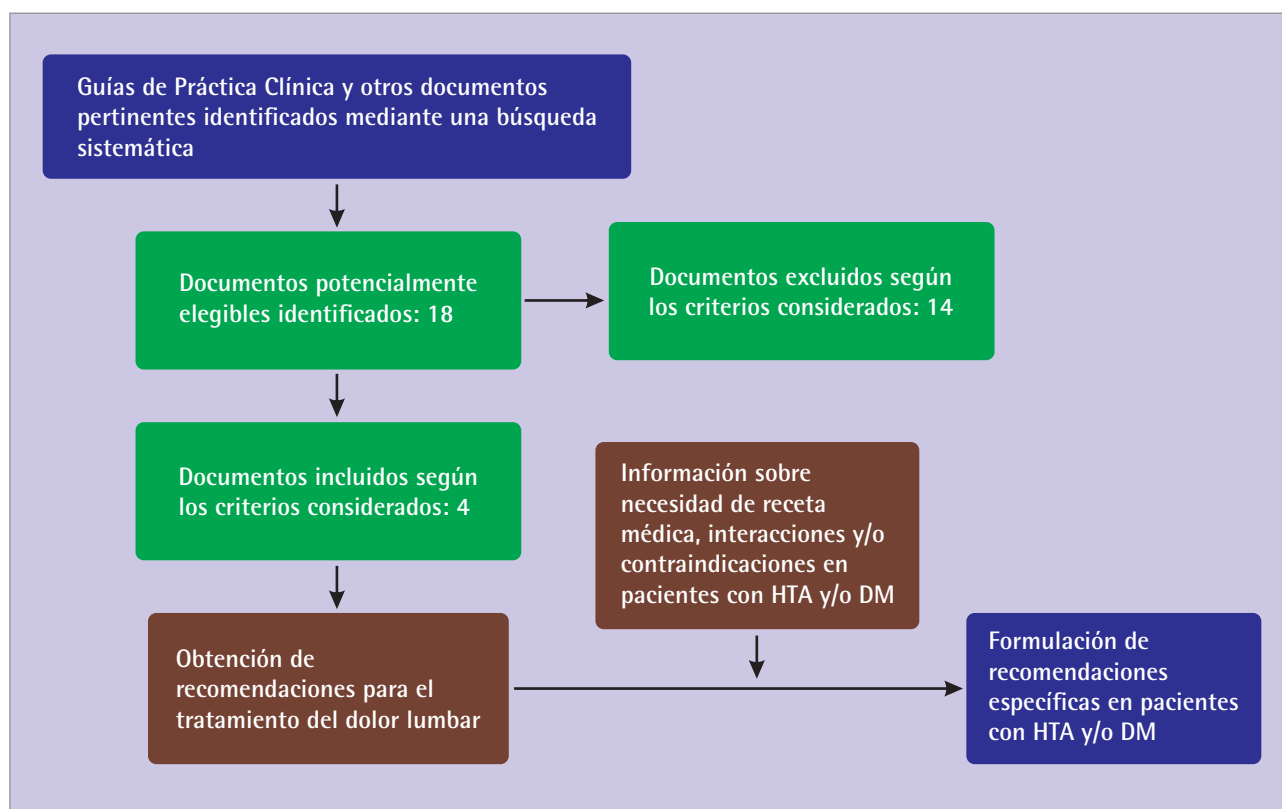 Guías de Práctica Clínica y otros documentos
pertinentes identificados mediante una búsqueda
sistemática
Documentos potencialmente
elegibles identificados: 18
Documentos excluidos según
los criterios considerados: 14
Documentos incluidos según
los criterios considerados: 4
Información sobre
necesidad de receta
médica, interacciones y/o
contraindicaciones en
pacientes con HTA y/o DM
Obtención de
recomendaciones para el
tratamiento del dolor lumbar
Formulación de
recomendaciones
específicas en pacientes
con HTA y/o DM